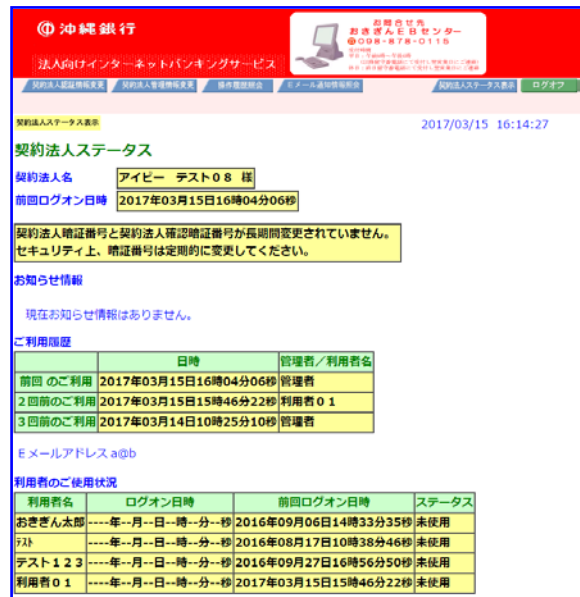 沖縄銀行
お問合せ先
おきぎんEBセンター
098-878-0115
法人向けインターネットバンキングサービス
契約法人認証情報変更 契約法人管理情報変更 操作履歴照会 Eメール通知情報照会 契約法人ステータス表示 ログオフ
契約法人ステータス表示
2017/03/15 16:14:27
契約法人ステータス
契約法人名 アイビー　テスト08 様
前回ログオン日時 2017年03月15日16時04分06秒
契約法人暗証番号と契約法人確認暗証番号が長期間変更されていません。
セキュリティ上、暗証番号は定期的に変更してください。
お知らせ情報
現在お知らせ情報はありません。
ご利用履歴
日時 管理者／利用者名
前回 のご利用 2017年03月15日16時04分06秒 管理者
２回前のご利用 2017年03月15日15時46分22秒 利用者０１
３回前のご利用 2017年03月14日10時25分10秒 管理者
Ｅメールアドレス a@b
利用者のご使用状況
利用者名 ログオン日時 前回ログオン日時 ステータス
おきぎん太郎 ----年--月--日--時--分--秒 2016年09月06日14時33分35秒 未使用
ﾃｽﾄ ----年--月--日--時--分--秒 2016年08月17日10時38分46秒 未使用
テスト１２３ ----年--月--日--時--分--秒 2016年09月27日16時56分50秒 未使用
利用者０１ ----年--月--日--時--分--秒 2017年03月15日15時46分22秒 未使用